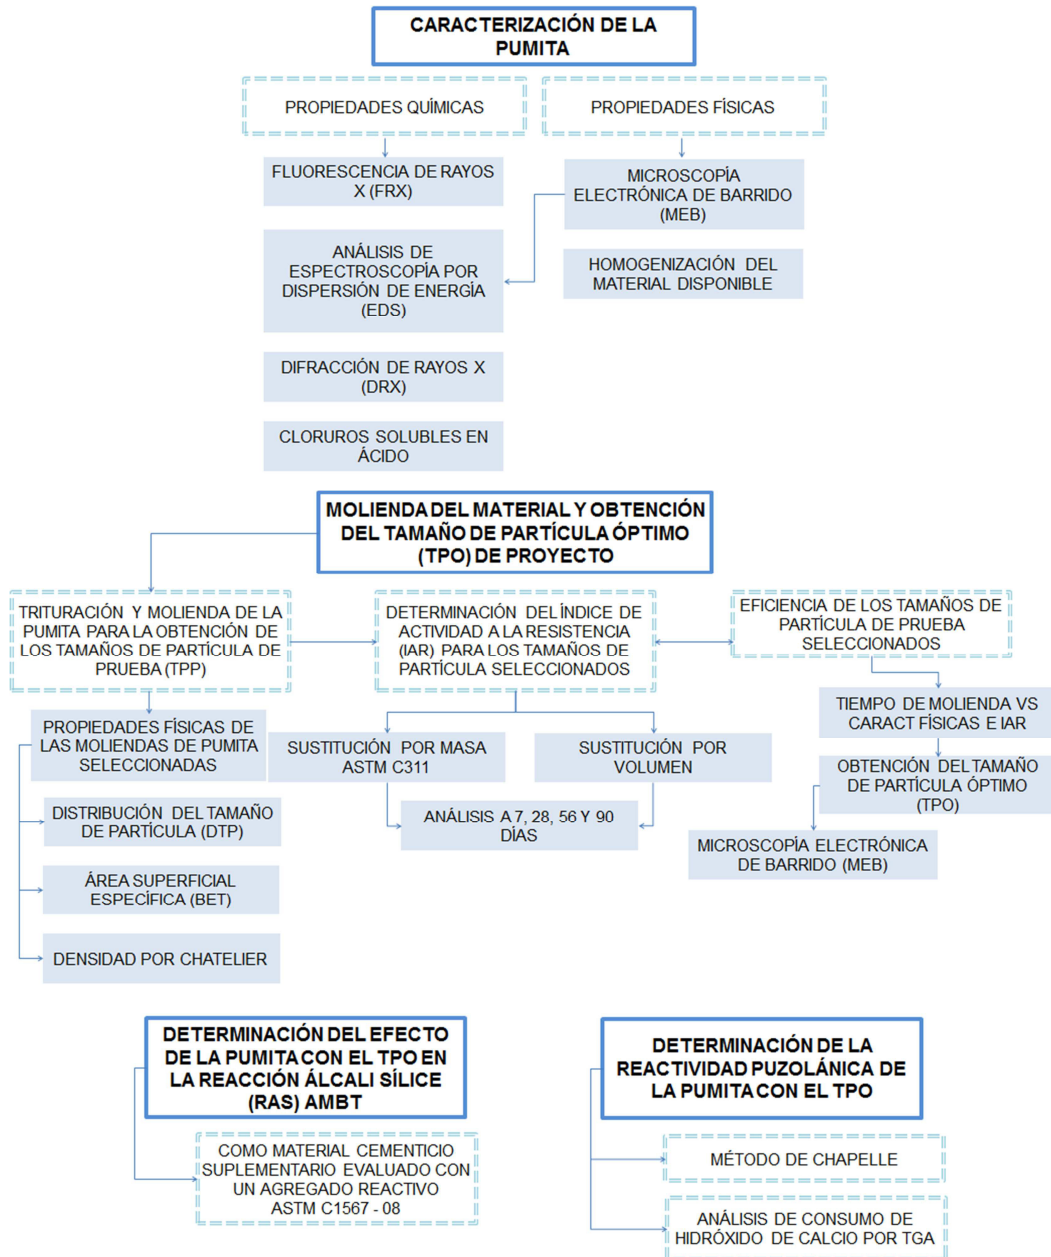 CARACTERIZACIÓN DE LA
PUMITA
PROPIEDADES QUÍMICAS
PROPIEDADES FÍSICAS
FLUORESCENCIA DE RAYOS
X (FRX)
MICROSCOPÍA
ELECTRÓNICA DE BARRIDO
(MEB)
ANÁLISIS DE
ESPECTROSCOPÍA POR
DISPERSIÓN DE ENERGÍA
(EDS)
HOMOGENIZACIÓN DEL
MATERIAL DISPONIBLE
DIFRACCIÓN DE RAYOS X
(DRX)
CLORUROS SOLUBLES EN
ÁCIDO
MOLIENDA DEL MATERIAL Y OBTENCIÓN
DEL TAMAÑO DE PARTÍCULA ÓPTIMO
(TPO) DE PROYECTO
TRITURACIÓN Y MOLIENDA DE LA
PUMITA PARA LA OBTENCIÓN DE
LOS TAMAÑOS DE PARTÍCULA DE
PRUEBA (TPP)
DETERMINACIÓN DEL ÍNDICE DE
ACTIVIDAD A LA RESISTENCIA
(IAR) PARA LOS TAMAÑOS DE
PARTÍCULA SELECCIONADOS
EFICIENCIA DE LOS TAMAÑOS DE
PARTÍCULA DE PRUEBA
SELECCIONADOS
PROPIEDADES FÍSICAS DE
LAS MOLIENDAS DE PUMITA
SELECCIONADAS
SUSTITUCIÓN POR MASA
ASTM C311
SUSTITUCIÓN POR
VOLUMEN
TIEMPO DE MOLIENDA VS
CARACT FÍSICAS E IAR
OBTENCIÓN DEL TAMAÑO
DE PARTÍCULA ÓPTIMO
(TPO)
DISTRIBUCIÓN DEL TAMAÑO
DE PARTÍCULA (DTP)
ANÁLISIS A 7, 28, 56 Y 90
DÍAS
MICROSCOPÍA ELECTRÓNICA
DE BARRIDO (MEB)
ÁREA SUPERFICIAL
ESPECÍFICA (BET)
DENSIDAD POR CHATELIER
DETERMINACIÓN DEL EFECTO
DE LA PUMITA CON EL TPO EN
LA REACCIÓN ÁLCALI SÍLICE
(RAS) AMBT
COMO MATERIAL CEMENTICIO
SUPLEMENTARIO EVALUADO CON
UN AGREGADO REACTIVO
ASTM C1567 - 08
DETERMINACIÓN DE LA
REACTIVIDAD PUZOLÁNICA DE
LA PUMITA CON EL TPO
MÉTODO DE CHAPELLE
ANÁLISIS DE CONSUMO DE
HIDRÓXIDO DE CALCIO POR TGA